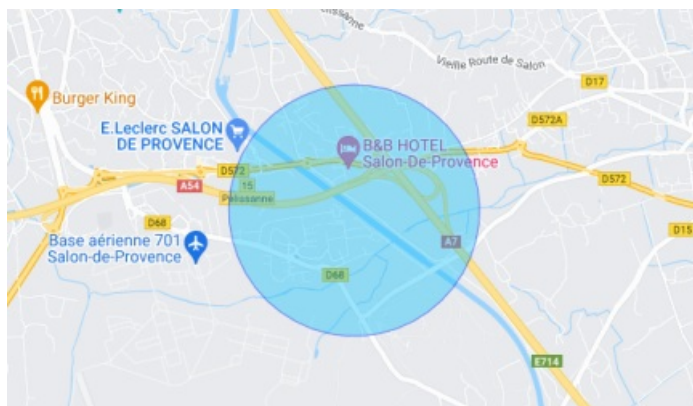 Vieille Route de Salon
D17
Burger King
D572A
E.Leclerc SALON
DE PROVENCE
B&B HOTEL
Salon-De-Provence
D572
A54
15
Pélissanne
D572
D68
D15
Base aérienne 701
Salon-de-Provence
A7
D68
E714